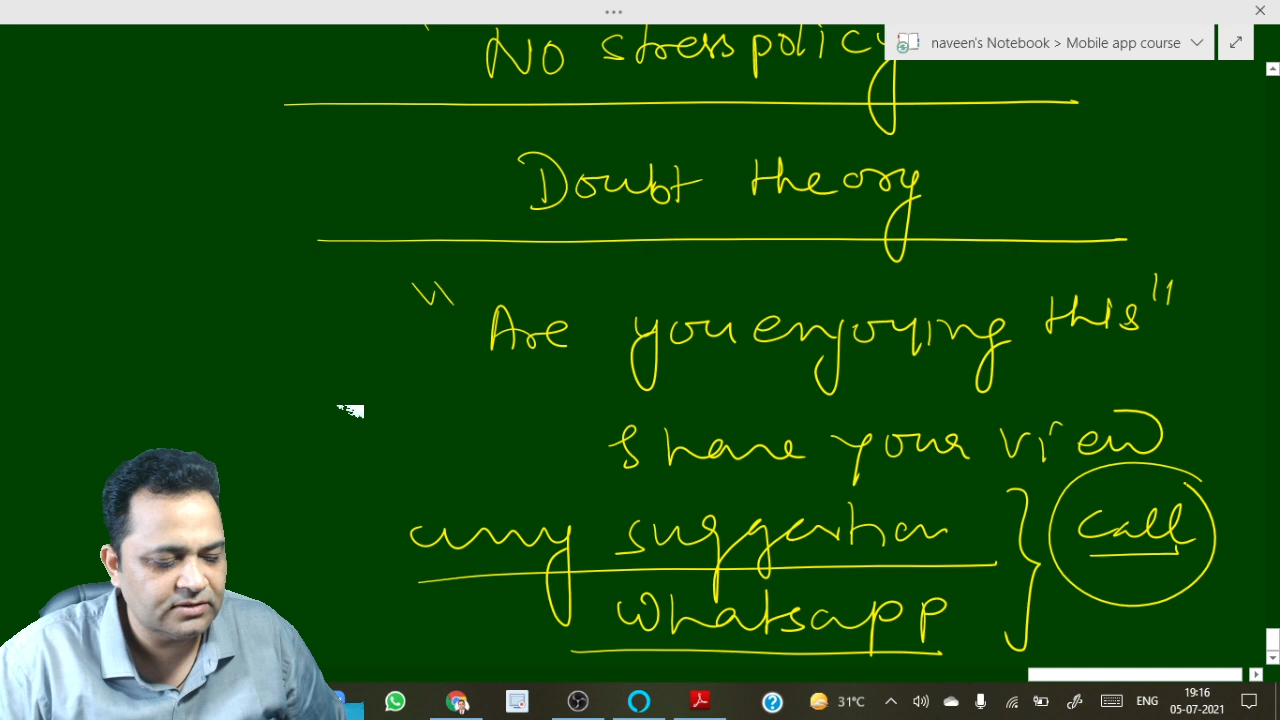 naveen's Notebook > Mobile app course
No stress policy
Doubt theory
"Are you enjoying this"
share your view
any suggestion
call
whatsapp
31°C
ENG
19:16
05-07-2021